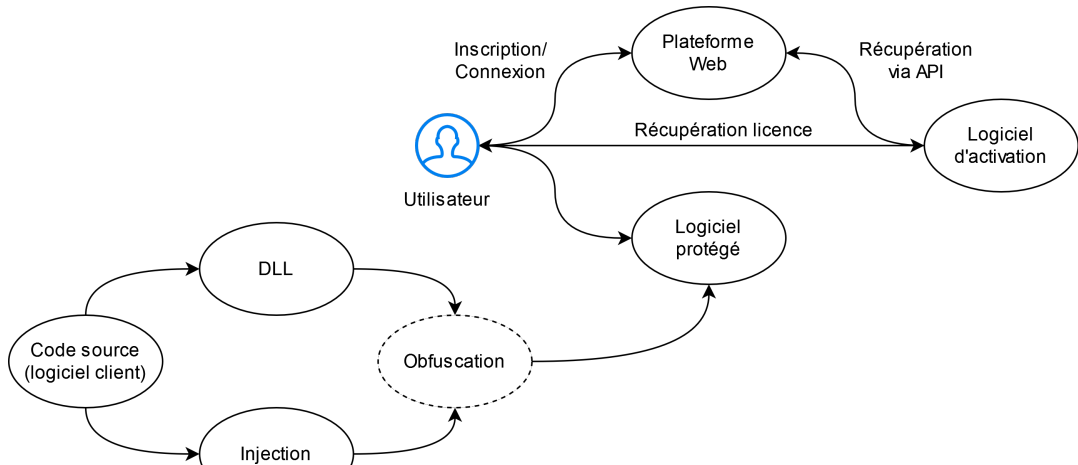 Plateforme
Web
Inscription/
Connexion
Récupération
via API
Récupération licence
Logiciel
d'activation
Utilisateur
Logiciel
protégé
DLL
Code source
(logiciel client)
Obfuscation
Injection